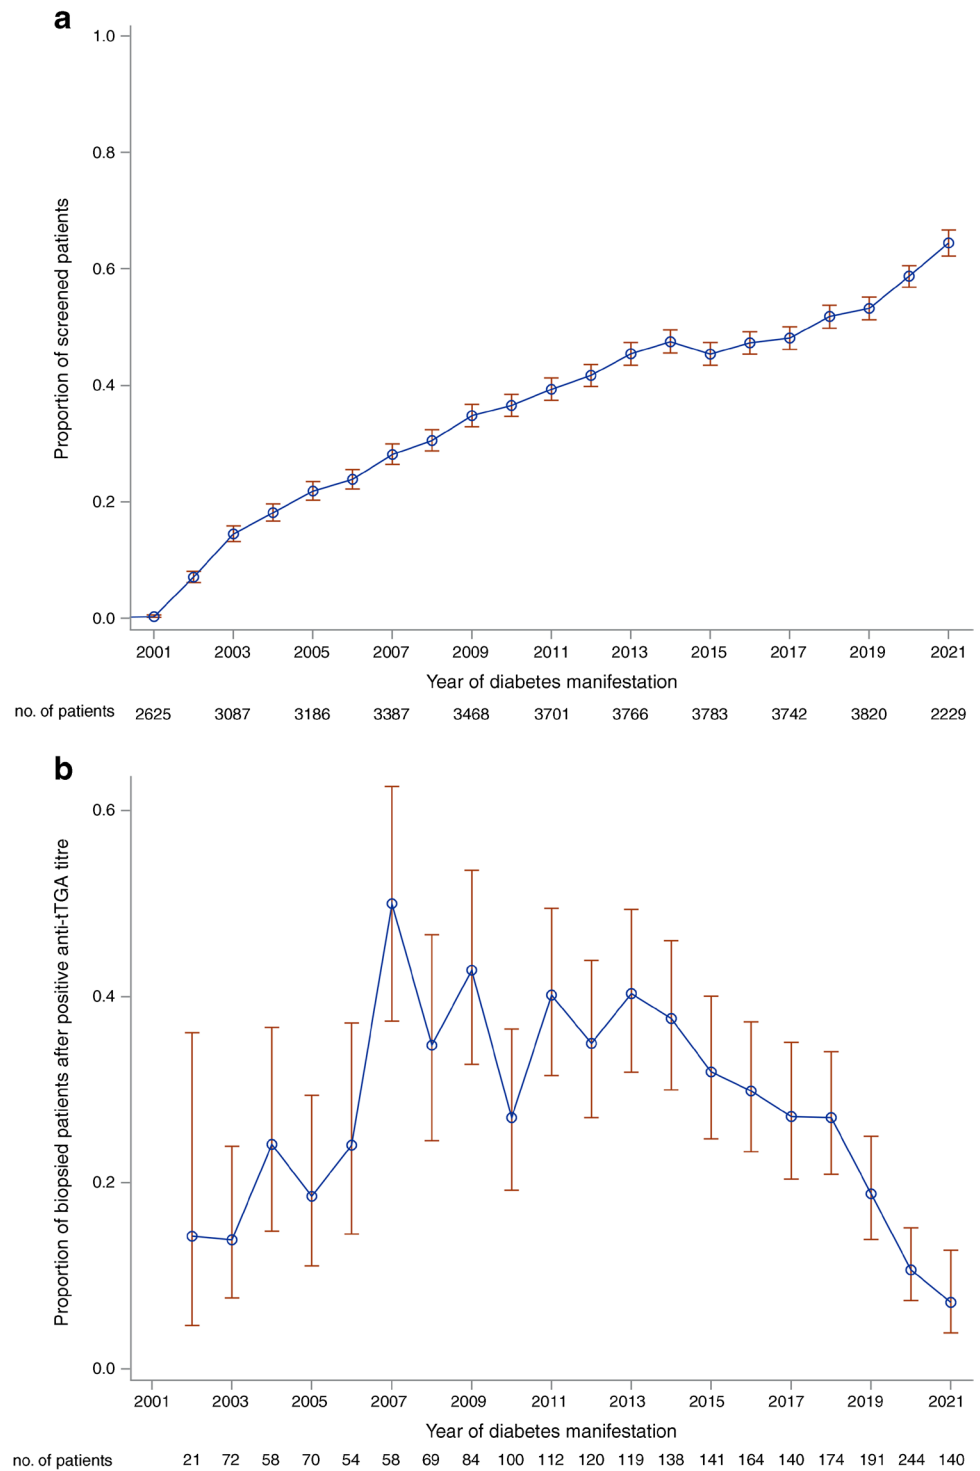 a
1.0
0.8
0.6
0.4
0.2
0.0
Proportion of screened patients
2001 2003 2005 2007 2009 2011 2013 2015 2017 2019 2021
Year of diabetes manifestation
no. of patients 2625 3087 3186 3387 3468 3701 3766 3783 3742 3820 2229
b
0.6
0.4
0.2
0.0
Proportion of biopsied patients after positive anti-tTGA titre
2001 2003 2005 2007 2009 2011 2013 2015 2017 2019 2021
Year of diabetes manifestation
no. of patients 21 72 58 70 54 58 69 84 100 112 120 119 138 141 164 140 174 191 244 140